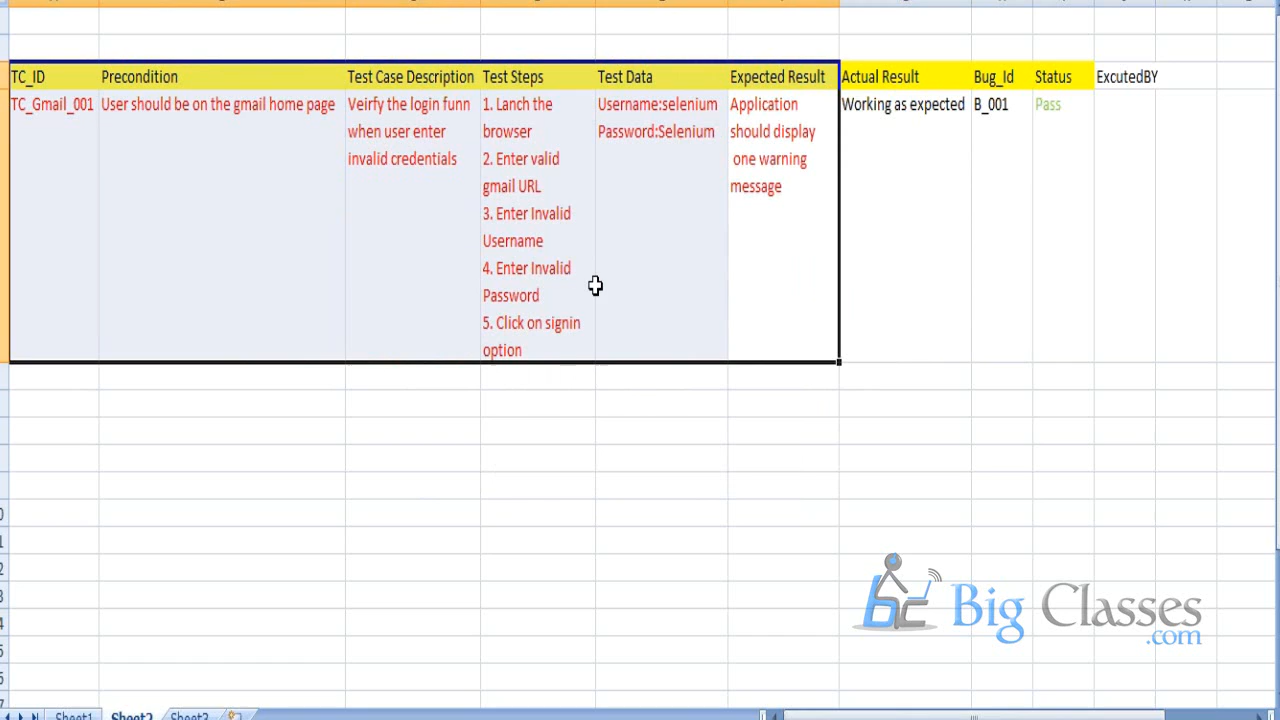 TC_ID Precondition Test Case Description Test Steps Test Data Expected Result Actual Result Bug_Id Status ExcutedBY
TC_Gmail_001 User should be on the gmail home page Veirfy the login funn 1. Lanch the Username:selenium Application Working as expected B_001 Pass
when user enter browser Password:Selenium should display
invalid credentials 2. Enter valid one warning
gmail URL message
3. Enter Invalid
Username
4. Enter Invalid
Password
5. Click on signin
option
Big Classes
.com
Sheet1 Sheet2 Sheet3